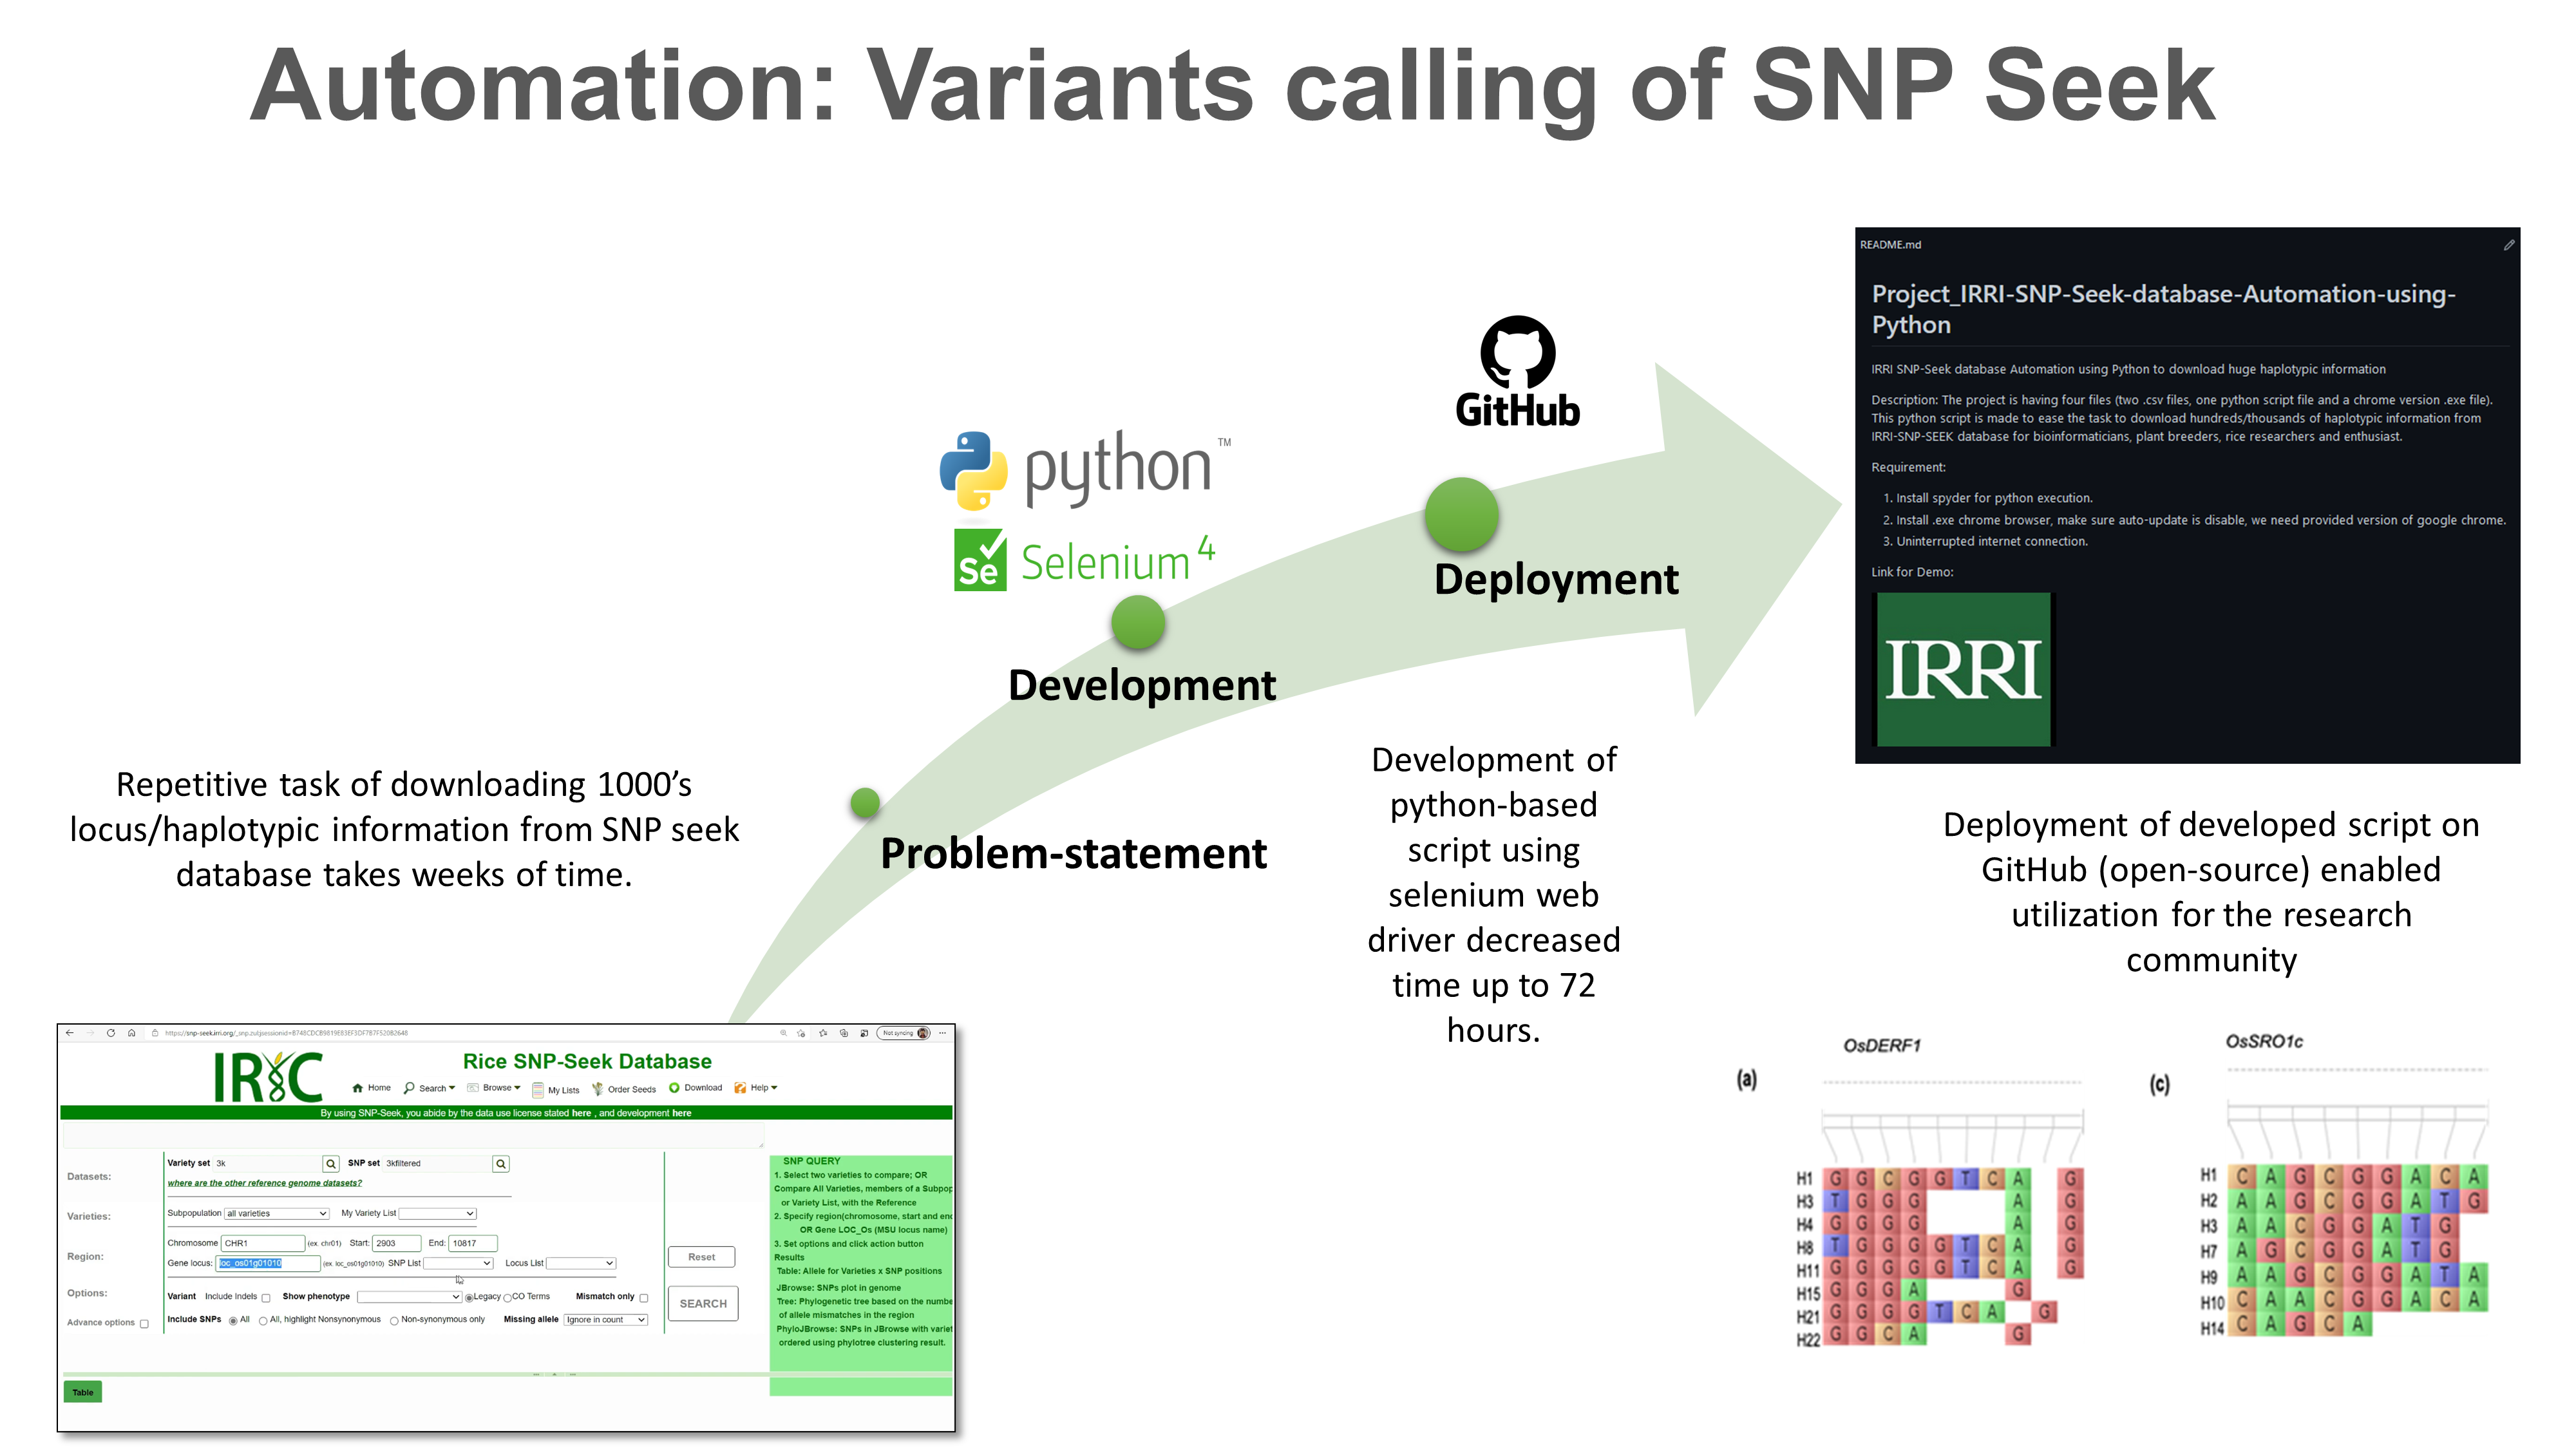 Automation: Variants calling of SNP Seek
README.md
Project_IRRI-SNP-Seek-database-Automation-using-
Python
IRRI SNP-Seek database Automation using Python to download huge haplotypic information
Description: The project is having four files (two .csv files, one python script file and a chrome version .exe file).
This python script is made to ease the task to download hundreds/thousands of haplotypic information from
IRRI-SNP-SEEK database for bioinformaticians, plant breeders, rice researchers and enthusiast.
Requirement:
1. Install spyder for python execution.
2. Install .exe chrome browser, make sure auto-update is disable, we need provided version of google chrome.
3. Uninterrupted internet connection.
Link for Demo:
IRRI
GitHub
python TM
Se Selenium 4
Deployment
Development
Problem-statement
Repetitive task of downloading 1000’s
locus/haplotypic information from SNP seek
database takes weeks of time.
Development of
python-based
script using
selenium web
driver decreased
time up to 72
hours.
Deployment of developed script on
GitHub (open-source) enabled
utilization for the research
community
Not syncing
IRIC
Rice SNP-Seek Database
Home Search Browse My Lists Order Seeds Download Help
By using SNP-Seek, you abide by the data use license stated here , and development here
Datasets:
Variety set 3k SNP set 3kfiltered
where are the other reference genome datasets?
Varieties:
Subpopulation all varieties My Variety List
Region:
Chromosome CHR1 (ex. chr01) Start: 2903 End: 10817
Gene locus: loc_os01g01010 (ex. loc_os01g01010) SNP List Locus List
Options:
Variant Include Indels Show phenotype Legacy CO Terms Mismatch only
Advance options
Include SNPs All All, highlight Nonsynonymous Non-synonymous only Missing allele Ignore in count
Reset
SEARCH
Table
SNP QUERY
1. Select two varieties to compare; OR
Compare All Varieties, members of a Subpop
or Variety List, with the Reference
2. Specify region(chromosome, start and end
OR Gene LOC_Os (MSU locus name)
3. Set options and click action button
Results
Table: Allele for Varieties x SNP positions
JBrowse: SNPs plot in genome
Tree: Phylogenetic tree based on the numbe
of allele mismatches in the region
PhyloJBrowse: SNPs in JBrowse with variet
ordered using phylotree clustering result.
(a)
OsDERF1
H1 G G C G G T C A G
H3 T G G G A G
H4 G G G G A G
H8 T G G G G T C A G
H11 G G G G G T C A G
H15 G G G A G
H21 G G G G T C A G
H22 G G C A G
(c)
OsSRO1c
H1 C A G C G G A C A
H2 A A G C G G A T G
H3 A A C G G A T G
H7 A G C G G A T G
H9 A A G C G G A T A
H10 C A A C G G A C A
H14 C A G C A